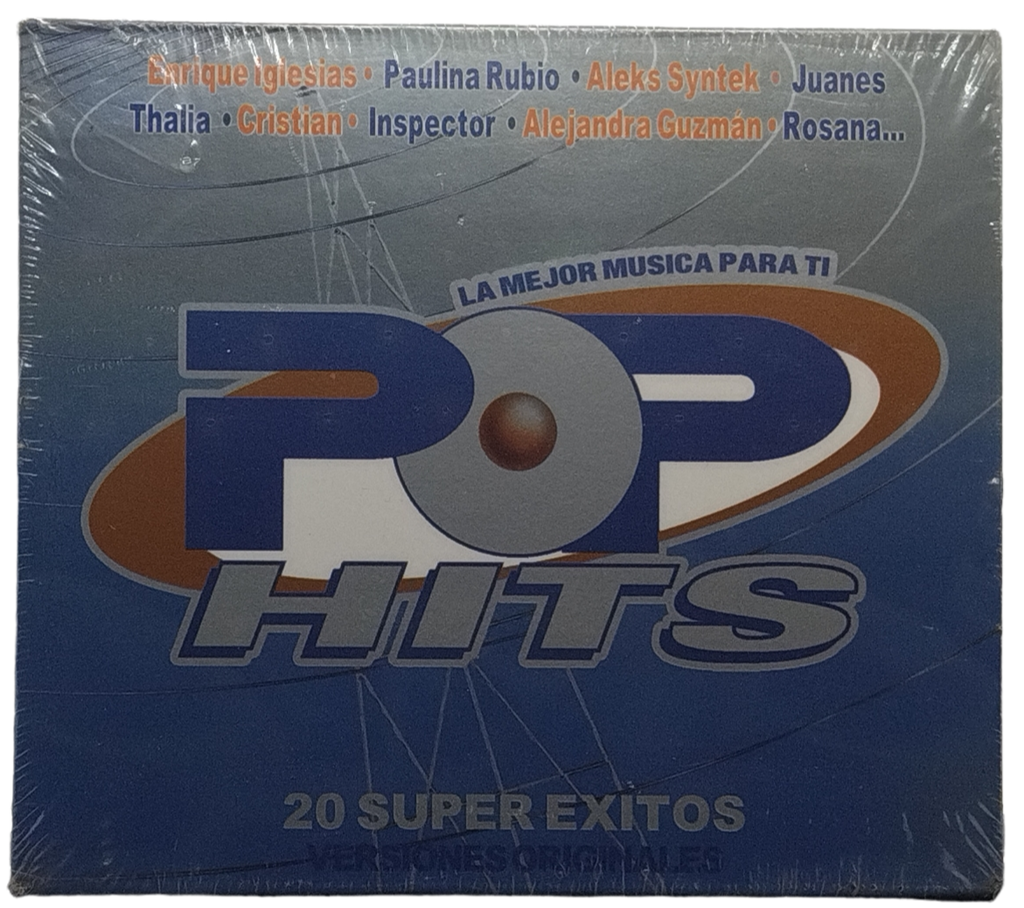 Enrique Iglesias • Paulina Rubio • Aleks Syntek • Juanes
Thalia • Cristian • Inspector • Alejandra Guzmán • Rosana...
LA MEJOR MUSICA PARA TI
POP
HITS
20 SUPER EXITOS
VERSIONES ORIGINALES